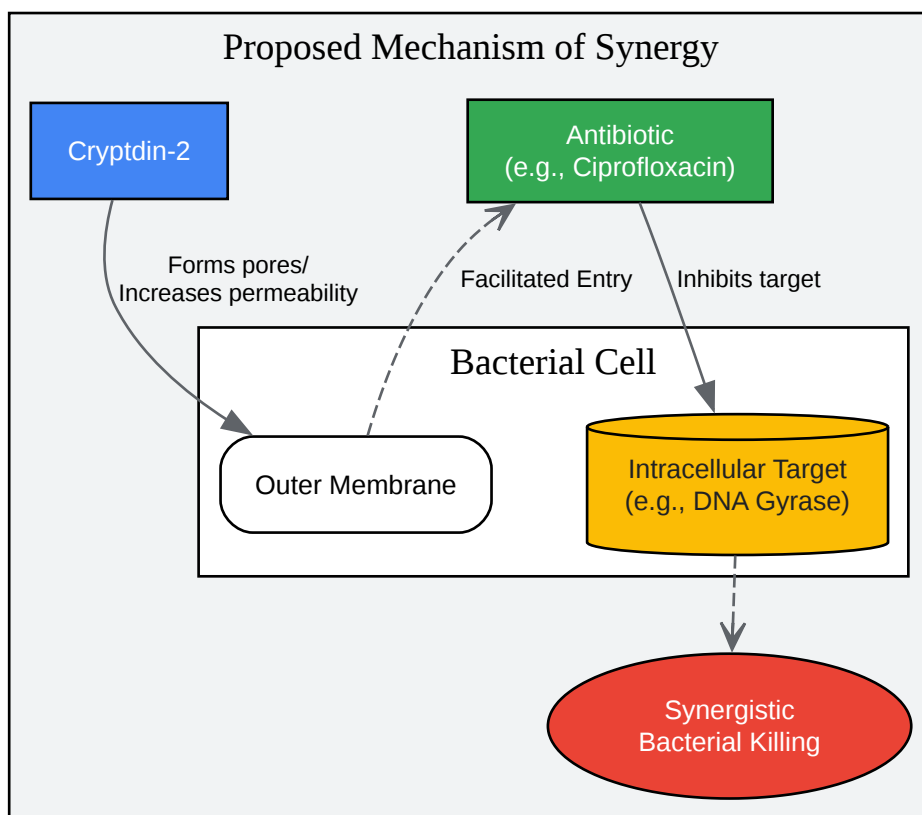 Proposed Mechanism of Synergy
Cryptdin-2
Antibiotic
(e.g., Ciprofloxacin)
Forms pores/
Increases permeability
Facilitated Entry
Inhibits target
Bacterial Cell
Outer Membrane
Intracellular Target
(e.g., DNA Gyrase)
Synergistic
Bacterial Killing